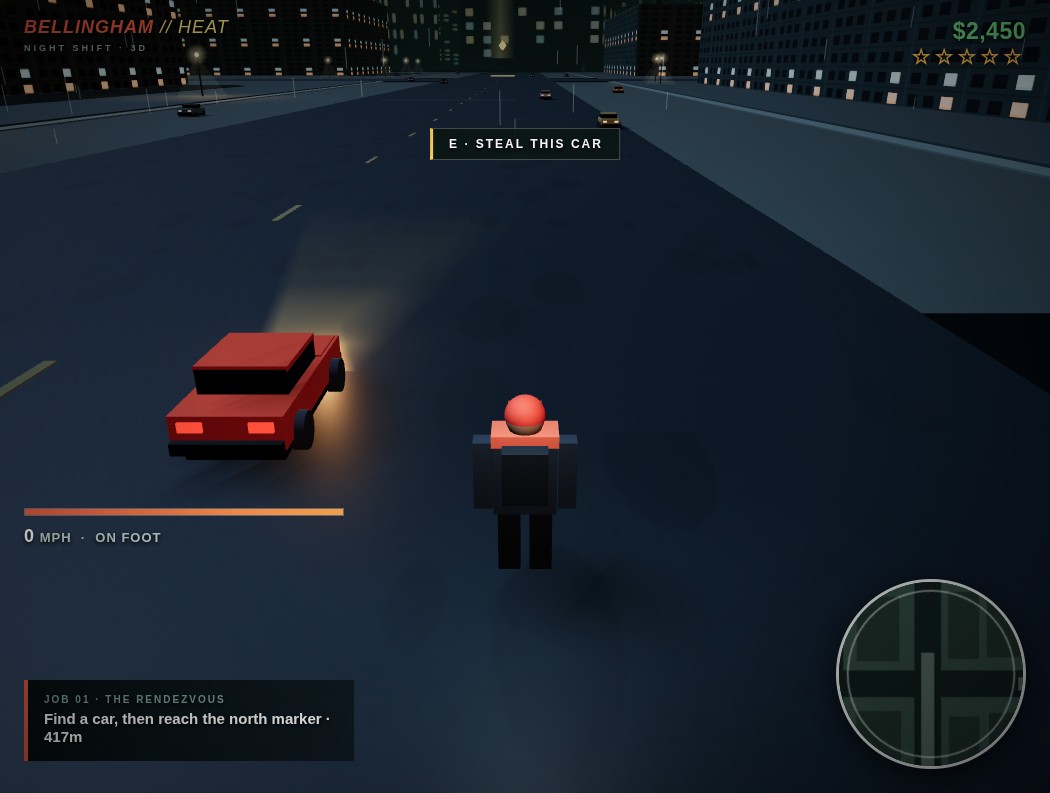 BELLINGHAM // HEAT
NIGHT SHIFT · 3D
$2,450
☆☆☆☆☆
E · STEAL THIS CAR
0 MPH · ON FOOT
JOB 01 · THE RENDEZVOUS
Find a car, then reach the north marker ·
417m